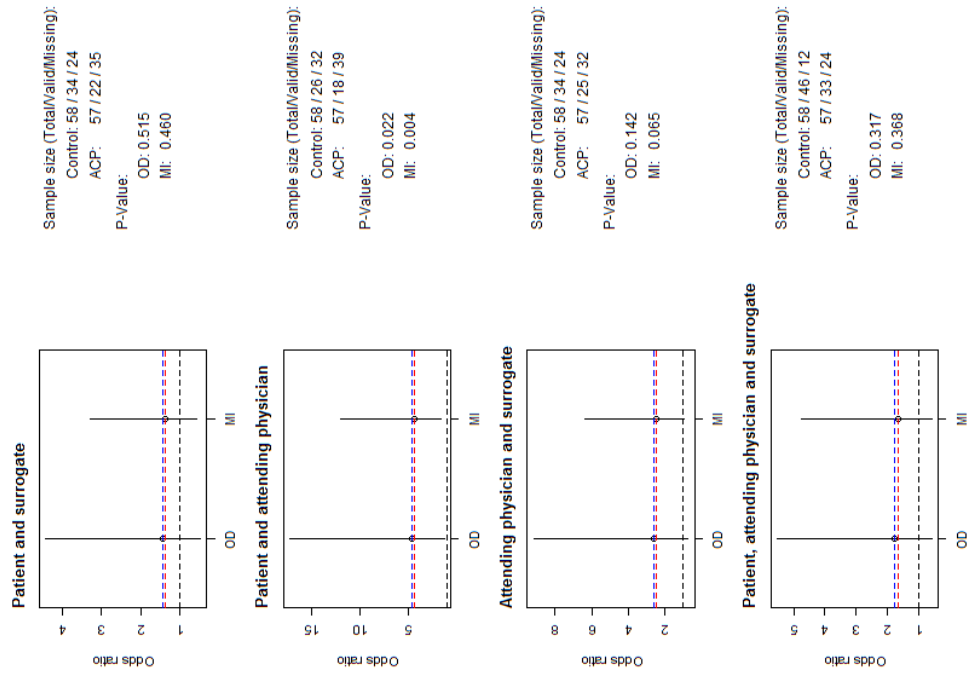 Patient and surrogate
Odds ratio
1
2
3
4
OD
MI
Sample size (Total/Valid/Missing):
Control: 58 / 34 / 24
ACP: 57 / 22 / 35
P-Value:
OD: 0.515
MI: 0.460
Patient and attending physician
Odds ratio
5
10
15
OD
MI
Sample size (Total/Valid/Missing):
Control: 58 / 26 / 32
ACP: 57 / 18 / 39
P-Value:
OD: 0.022
MI: 0.004
Attending physician and surrogate
Odds ratio
2
4
6
8
OD
MI
Sample size (Total/Valid/Missing):
Control: 58 / 34 / 24
ACP: 57 / 25 / 32
P-Value:
OD: 0.142
MI: 0.065
Patient, attending physician and surrogate
Odds ratio
1
2
3
4
5
OD
MI
Sample size (Total/Valid/Missing):
Control: 58 / 46 / 12
ACP: 57 / 33 / 24
P-Value:
OD: 0.317
MI: 0.368